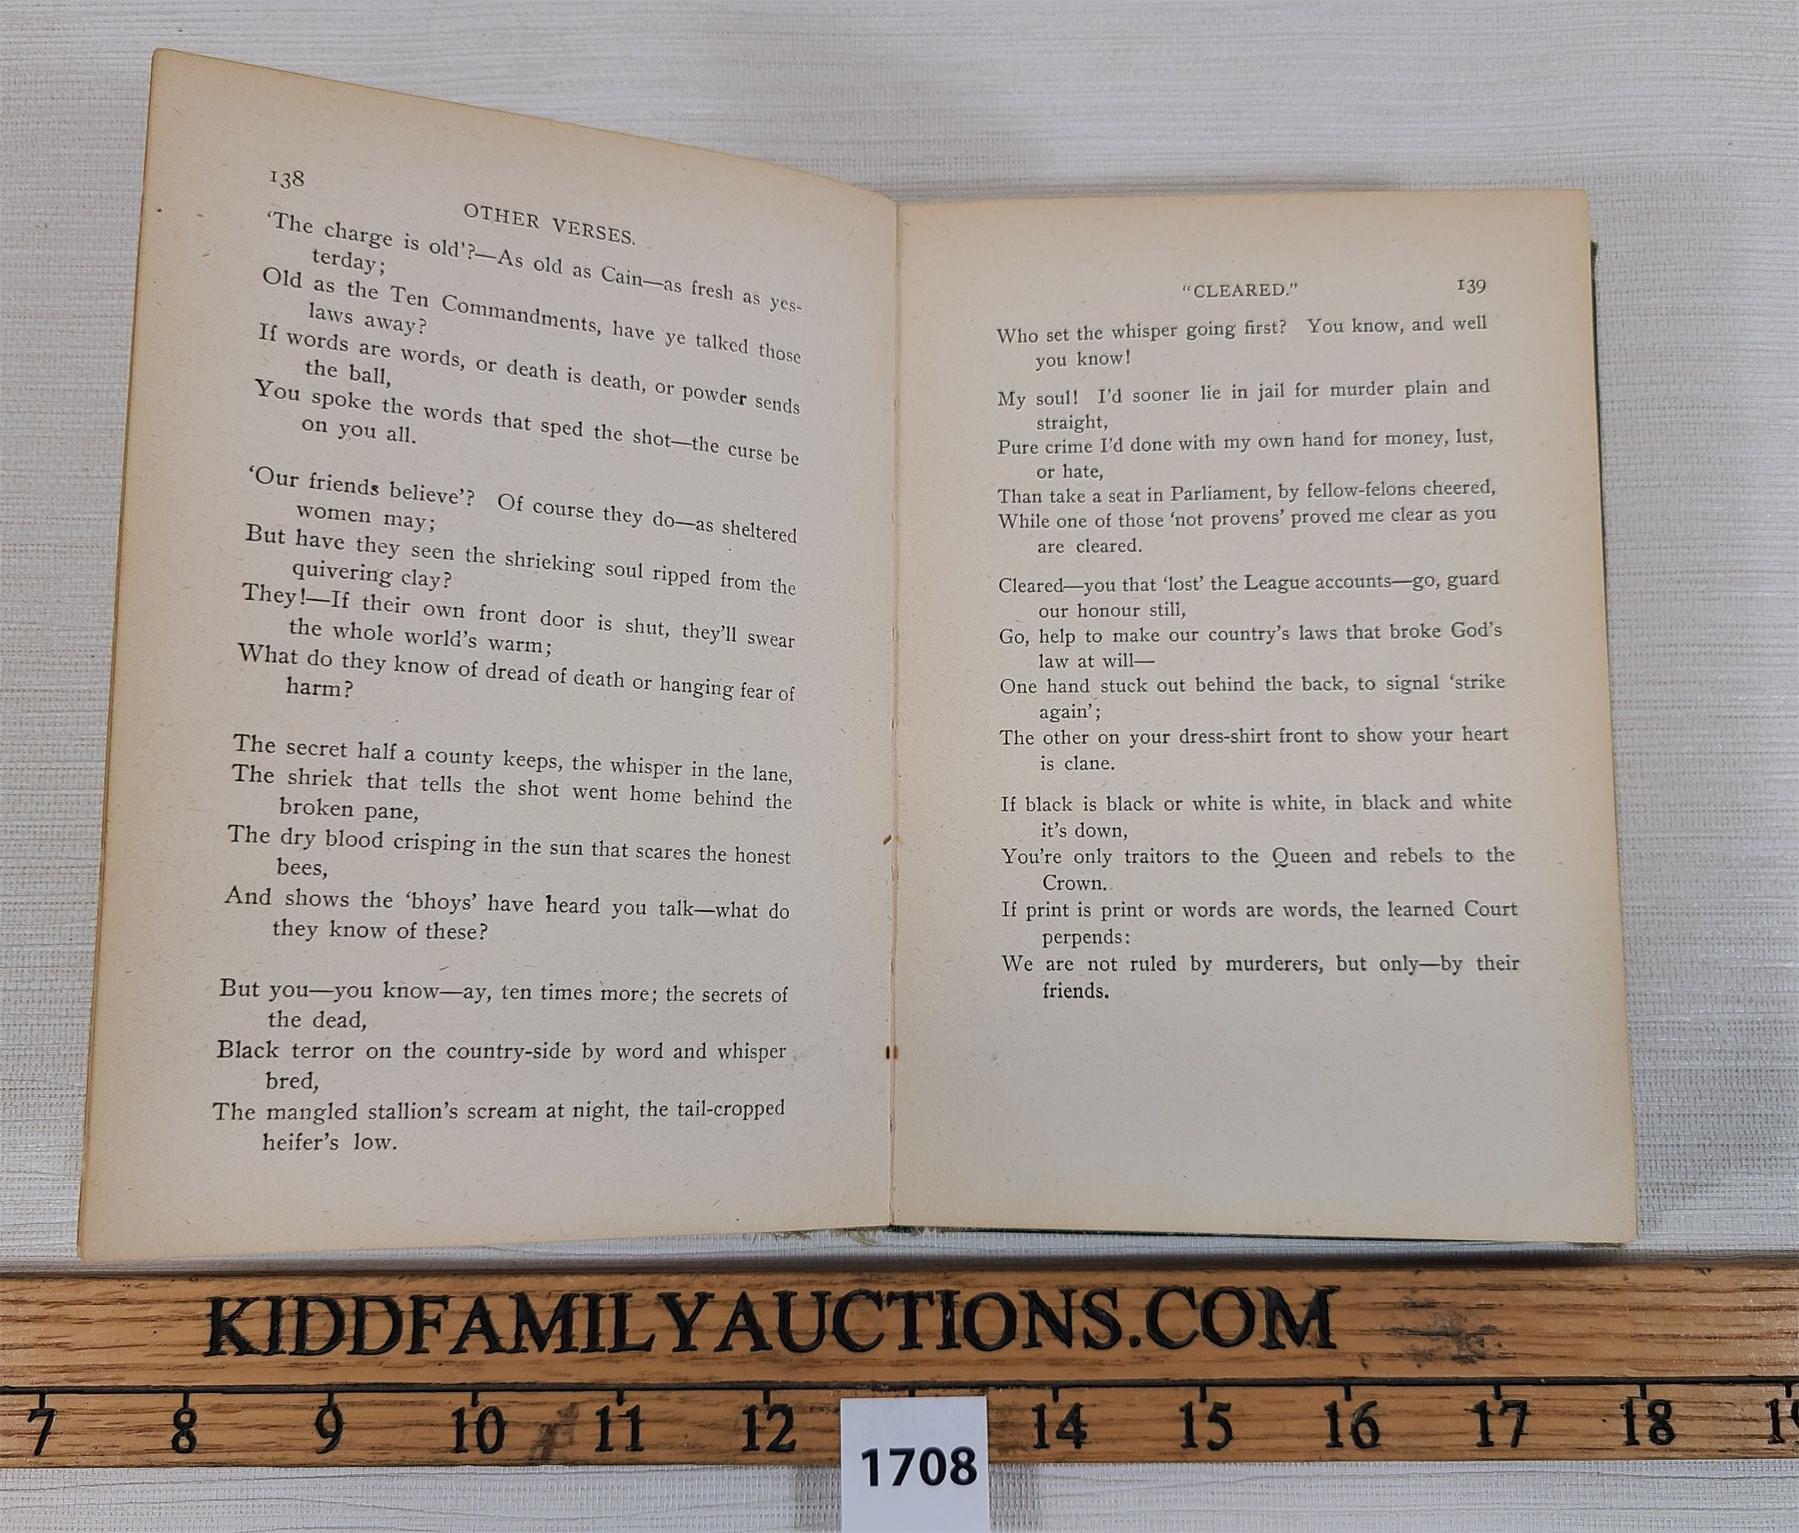 138
OTHER VERSES.
‘The charge is old’?—As old as Cain—as fresh as yes-
terday;
Old as the Ten Commandments, have ye talked those
laws away?
If words are words, or death is death, or powder sends
the ball,
You spoke the words that sped the shot—the curse be
on you all.
‘Our friends believe’? Of course they do—as sheltered
women may;
But have they seen the shrieking soul ripped from the
quivering clay?
They!—If their own front door is shut, they’ll swear
the whole world’s warm;
What do they know of dread of death or hanging fear of
harm?
The secret half a county keeps, the whisper in the lane,
The shriek that tells the shot went home behind the
broken pane,
The dry blood crisping in the sun that scares the honest
bees,
And shows the ‘bhoys’ have heard you talk—what do
they know of these?
But you—you know—ay, ten times more; the secrets of
the dead,
Black terror on the country-side by word and whisper
bred,
The mangled stallion’s scream at night, the tail-cropped
heifer’s low.
“CLEARED.” 139
Who set the whisper going first? You know, and well
you know!
My soul! I’d sooner lie in jail for murder plain and
straight,
Pure crime I’d done with my own hand for money, lust,
or hate,
Than take a seat in Parliament, by fellow-felons cheered,
While one of those ‘not provens’ proved me clear as you
are cleared.
Cleared—you that ‘lost’ the League accounts—go, guard
our honour still,
Go, help to make our country’s laws that broke God’s
law at will—
One hand stuck out behind the back, to signal ‘strike
again’;
The other on your dress-shirt front to show your heart
is clane.
If black is black or white is white, in black and white
it’s down,
You’re only traitors to the Queen and rebels to the
Crown.
If print is print or words are words, the learned Court
perpends:
We are not ruled by murderers, but only—by their
friends.
KIDDFAMILYAUCTIONS.COM
7 8 9 10 11 12 14 15 16 17 18
1708